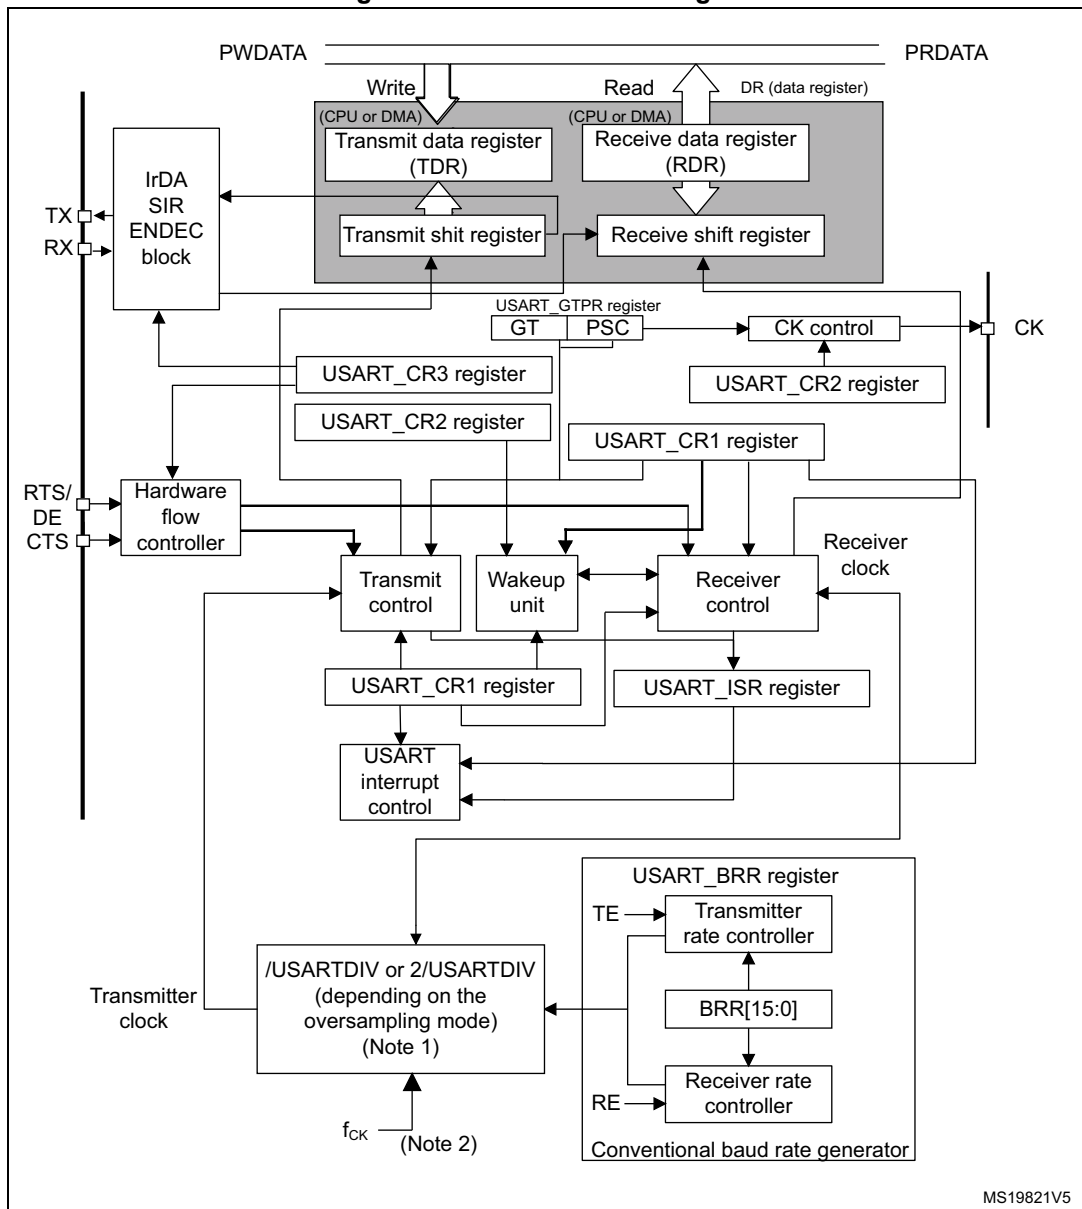 PWDATA
PRDATA
Write
Read
DR (data register)
(CPU or DMA)
(CPU or DMA)
Transmit data register
(TDR)
Receive data register
(RDR)
IrDA
SIR
ENDEC
block
TX
RX
Transmit shit register
Receive shift register
USART_GTPR register
GT
PSC
CK control
CK
USART_CR3 register
USART_CR2 register
USART_CR2 register
USART_CR1 register
RTS/
DE
CTS
Hardware
flow
controller
Receiver
clock
Transmit
control
Wakeup
unit
Receiver
control
USART_CR1 register
USART_ISR register
USART
interrupt
control
USART_BRR register
TE
Transmitter
rate controller
/USARTDIV or 2/USARTDIV
(depending on the
oversampling mode)
(Note 1)
Transmitter
clock
BRR[15:0]
Receiver rate
controller
RE
fCK
(Note 2)
Conventional baud rate generator
MS19821V5